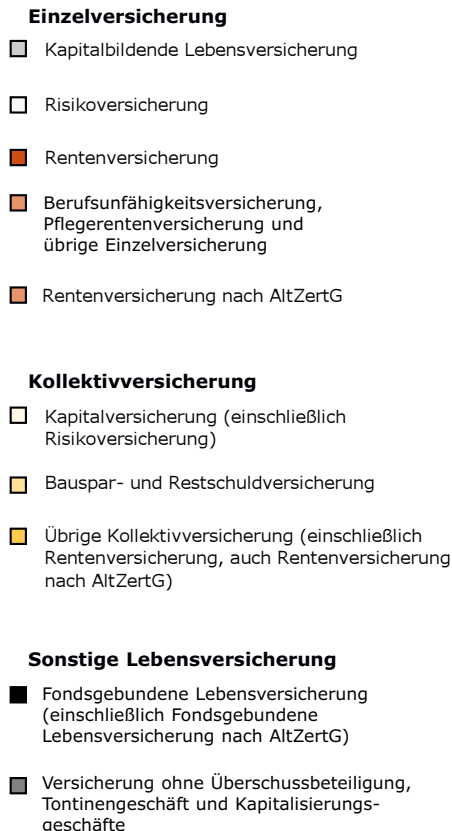 Einzelversicherung
Kapitalbildende Lebensversicherung
Risikoversicherung
Rentenversicherung
Berufsunfähigkeitsversicherung,
Pflegerentenversicherung und
übrige Einzelversicherung
Rentenversicherung nach AltZertG
Kollektivversicherung
Kapitalversicherung (einschließlich
Risikoversicherung)
Bauspar- und Restschuldversicherung
Übrige Kollektivversicherung (einschließlich
Rentenversicherung, auch Rentenversicherung
nach AltZertG)
Sonstige Lebensversicherung
Fondsgebundene Lebensversicherung
(einschließlich Fondsgebundene
Lebensversicherung nach AltZertG)
Versicherung ohne Überschussbeteiligung,
Tontinengeschäft und Kapitalisierungs-
geschäfte